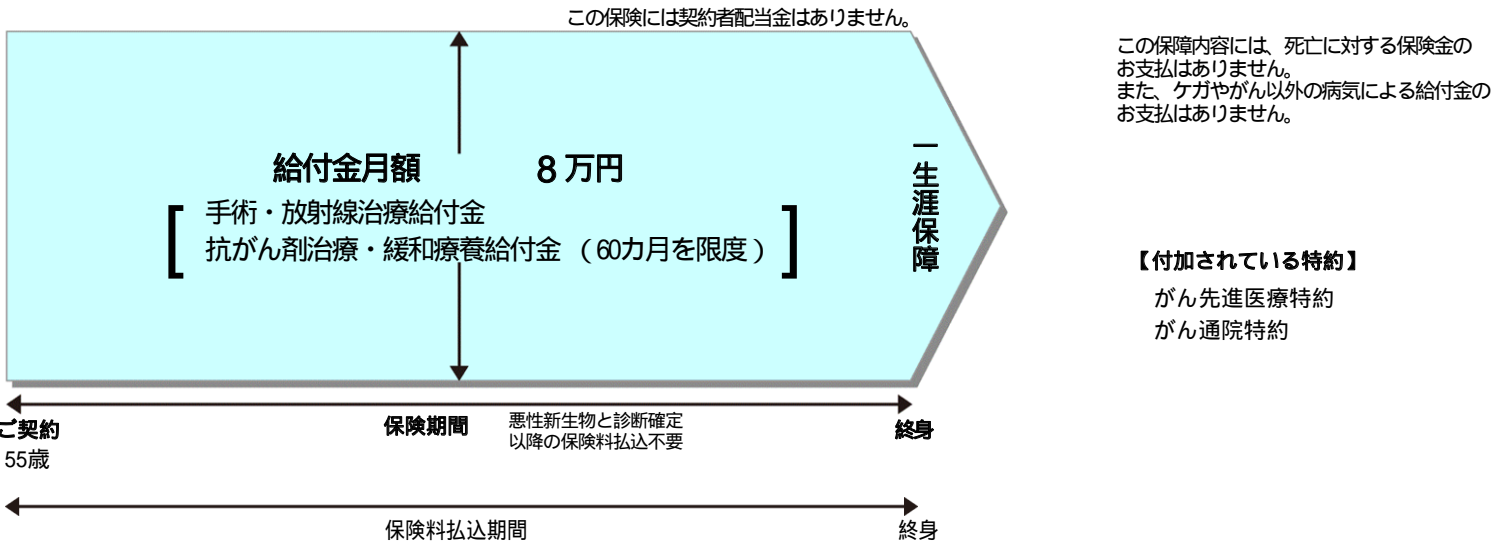 この保険には契約者配当金はありません。
この保障内容には、死亡に対する保険金の
お支払はありません。
また、ケガやがん以外の病気による給付金の
お支払はありません。
給付金月額 8万円
手術・放射線治療給付金
抗がん剤治療・緩和療養給付金 (60カ月を限度)
一生涯保障
【付加されている特約】
がん先進医療特約
がん通院特約
ご契約
55歳
保険期間
悪性新生物と診断確定
以降の保険料払込不要
終身
保険料払込期間
終身